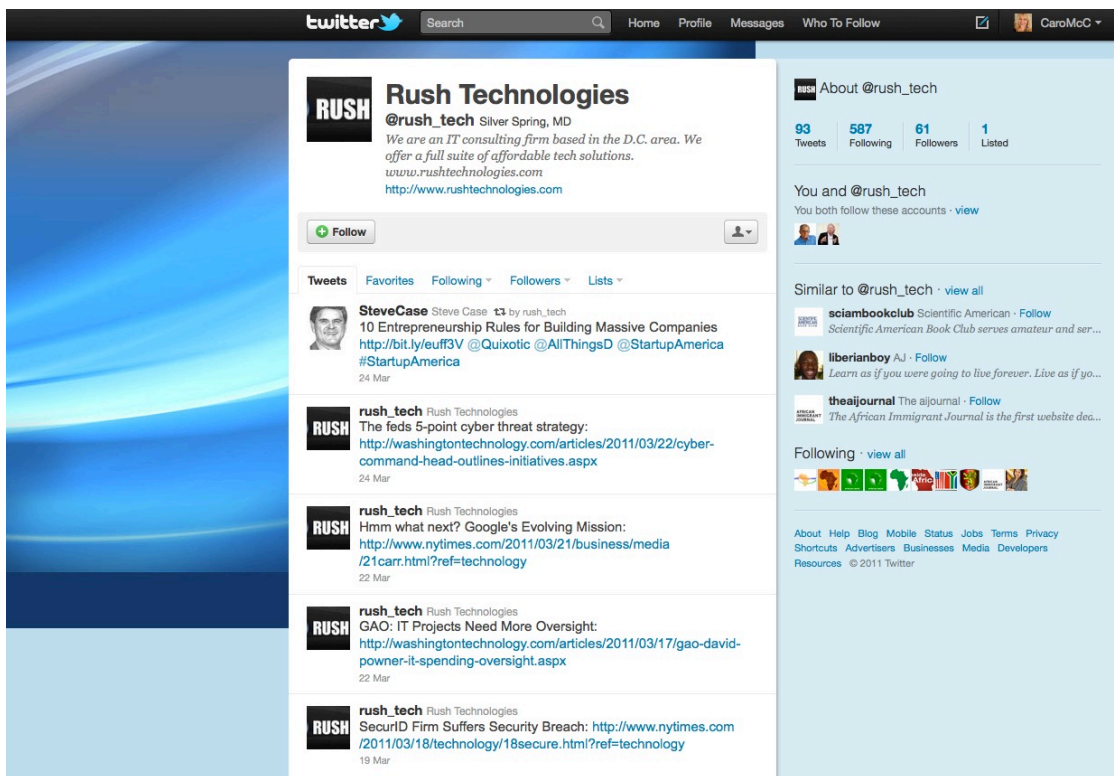 twitter Search Home Profile Messages Who To Follow CaroMcC
RUSH
Rush Technologies
@rush_tech Silver Spring, MD
We are an IT consulting firm based in the D.C. area. We
offer a full suite of affordable tech solutions.
www.rushtechnologies.com
http://www.rushtechnologies.com
Follow
Tweets Favorites Following Followers Lists
SteveCase Steve Case by rush_tech
10 Entrepreneurship Rules for Building Massive Companies
http://bit.ly/euff3V @Quixotic @AllThingsD @StartupAmerica
#StartupAmerica
24 Mar
RUSH
rush_tech Rush Technologies
The feds 5-point cyber threat strategy:
http://washingtontechnology.com/articles/2011/03/22/cyber-
command-head-outlines-initiatives.aspx
24 Mar
RUSH
rush_tech Rush Technologies
Hmm what next? Google's Evolving Mission:
http://www.nytimes.com/2011/03/21/business/media
/21carr.html?ref=technology
22 Mar
RUSH
rush_tech Rush Technologies
GAO: IT Projects Need More Oversight:
http://washingtontechnology.com/articles/2011/03/17/gao-david-
powner-it-spending-oversight.aspx
22 Mar
RUSH
rush_tech Rush Technologies
SecurID Firm Suffers Security Breach: http://www.nytimes.com
/2011/03/18/technology/18secure.html?ref=technology
19 Mar
RUSH About @rush_tech
93 587 61 1
Tweets Following Followers Listed
You and @rush_tech
You both follow these accounts · view
Similar to @rush_tech · view all
sciambookclub Scientific American · Follow
Scientific American Book Club serves amateur and ser...
liberianboy AJ · Follow
Learn as if you were going to live forever. Live as if yo...
AFRICAN
IMMIGRANT
JOURNAL
theaijournal The aijournal · Follow
The African Immigrant Journal is the first website dea...
Following · view all
About Help Blog Mobile Status Jobs Terms Privacy
Shortcuts Advertisers Businesses Media Developers
Resources © 2011 Twitter